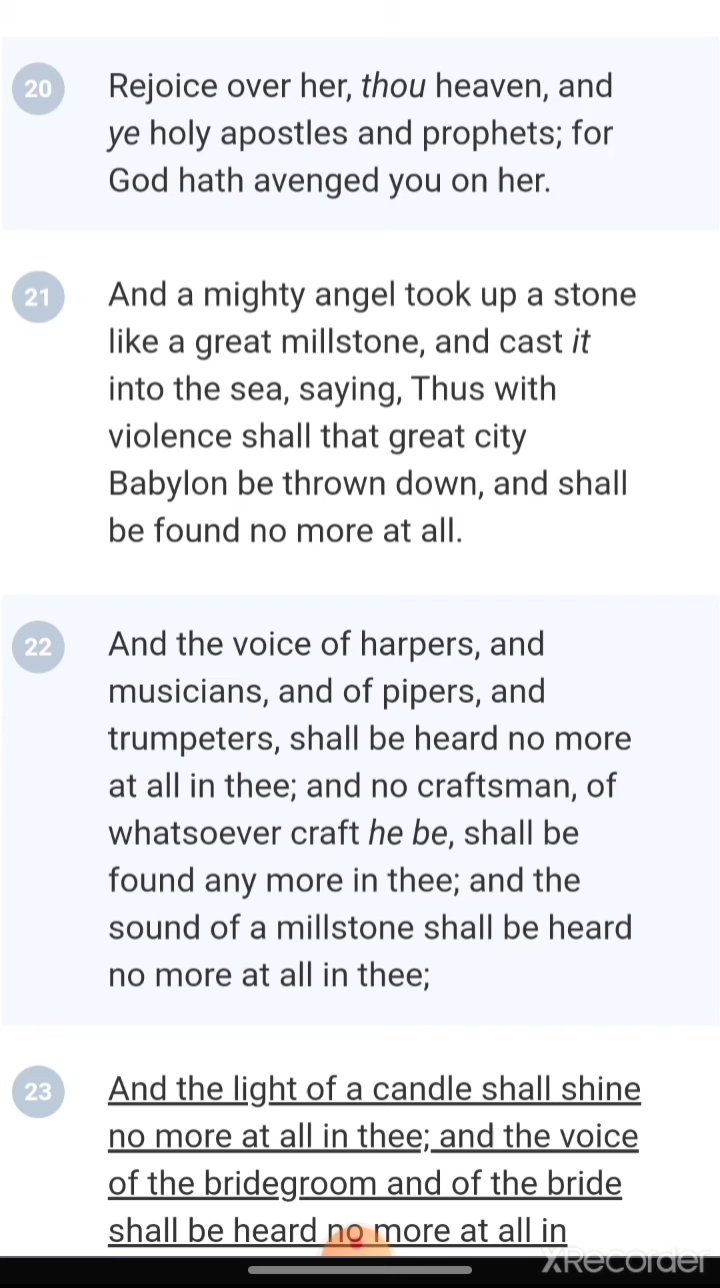 20
Rejoice over her, thou heaven, and
ye holy apostles and prophets; for
God hath avenged you on her.
21
And a mighty angel took up a stone
like a great millstone, and cast it
into the sea, saying, Thus with
violence shall that great city
Babylon be thrown down, and shall
be found no more at all.
22
And the voice of harpers, and
musicians, and of pipers, and
trumpeters, shall be heard no more
at all in thee; and no craftsman, of
whatsoever craft he be, shall be
found any more in thee; and the
sound of a millstone shall be heard
no more at all in thee;
23
And the light of a candle shall shine
no more at all in thee; and the voice
of the bridegroom and of the bride
shall be heard no more at all in
XRecorder